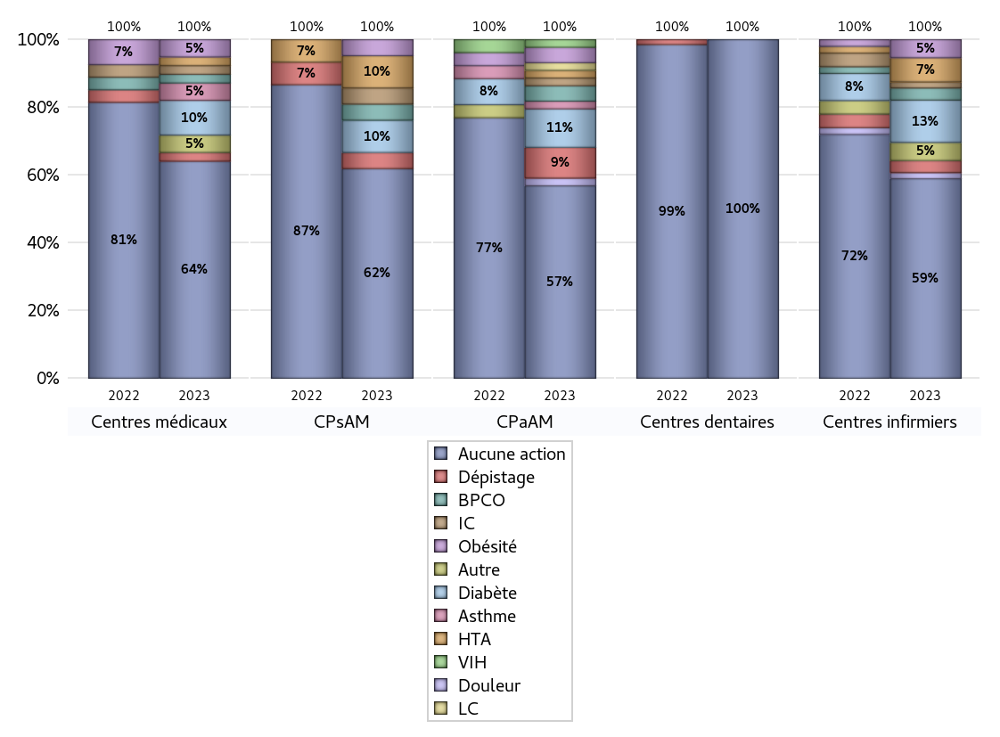 100% 100% 100% 100% 100% 100% 100% 100% 100% 100%
100%
7% 5% 7% 5%
7% 10% 7%
5% 8% 8%
80%
10% 10% 11% 13%
5% 9% 5%
60%
81% 64% 87% 62% 77% 57% 99% 100% 72% 59%
40%
20%
0%
2022 2023 2022 2023 2022 2023 2022 2023 2022 2023
Centres médicaux CPsAM CPaAM Centres dentaires Centres infirmiers
Aucune action
Dépistage
BPCO
IC
Obésité
Autre
Diabète
Asthme
HTA
VIH
Douleur
LC